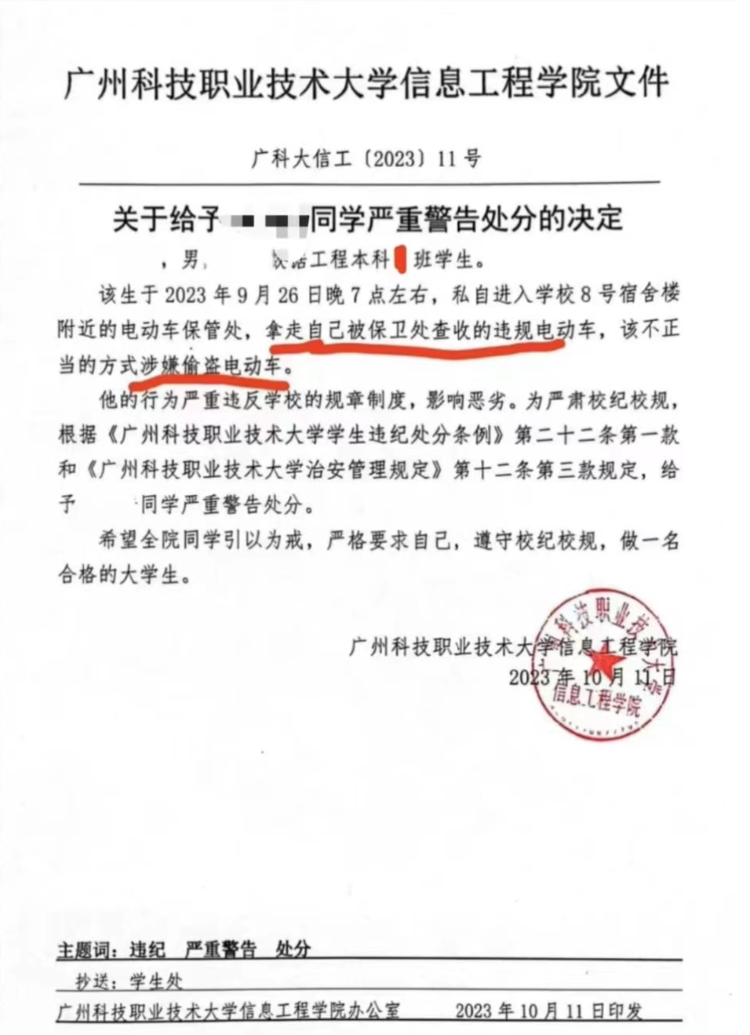 广州科技职业技术大学信息工程学院文件
广科大信工〔2023〕11号
关于给予同学严重警告处分的决定
，男，工程本科班学生。
该生于2023年9月26日晚7点左右，私自进入学校8号宿舍楼
附近的电动车保管处，拿走自己被保卫处查收的违规电动车，该不正
当的方式涉嫌偷盗电动车。
他的行为严重违反学校的规章制度，影响恶劣。为严肃校纪校规，
根据《广州科技职业技术大学学生违纪处分条例》第二十二条第一款
和《广州科技职业技术大学治安管理规定》第十二条第三款规定，给
予同学严重警告处分。
希望全院同学引以为戒，严格要求自己，遵守校纪校规，做一名
合格的大学生。
广州科技职业技术大学信息工程学院
2023年10月11日
广州科技职业技术大学
信息工程学院
主题词：违纪 严重警告 处分
抄送：学生处
广州科技职业技术大学信息工程学院办公室 2023年10月11日印发